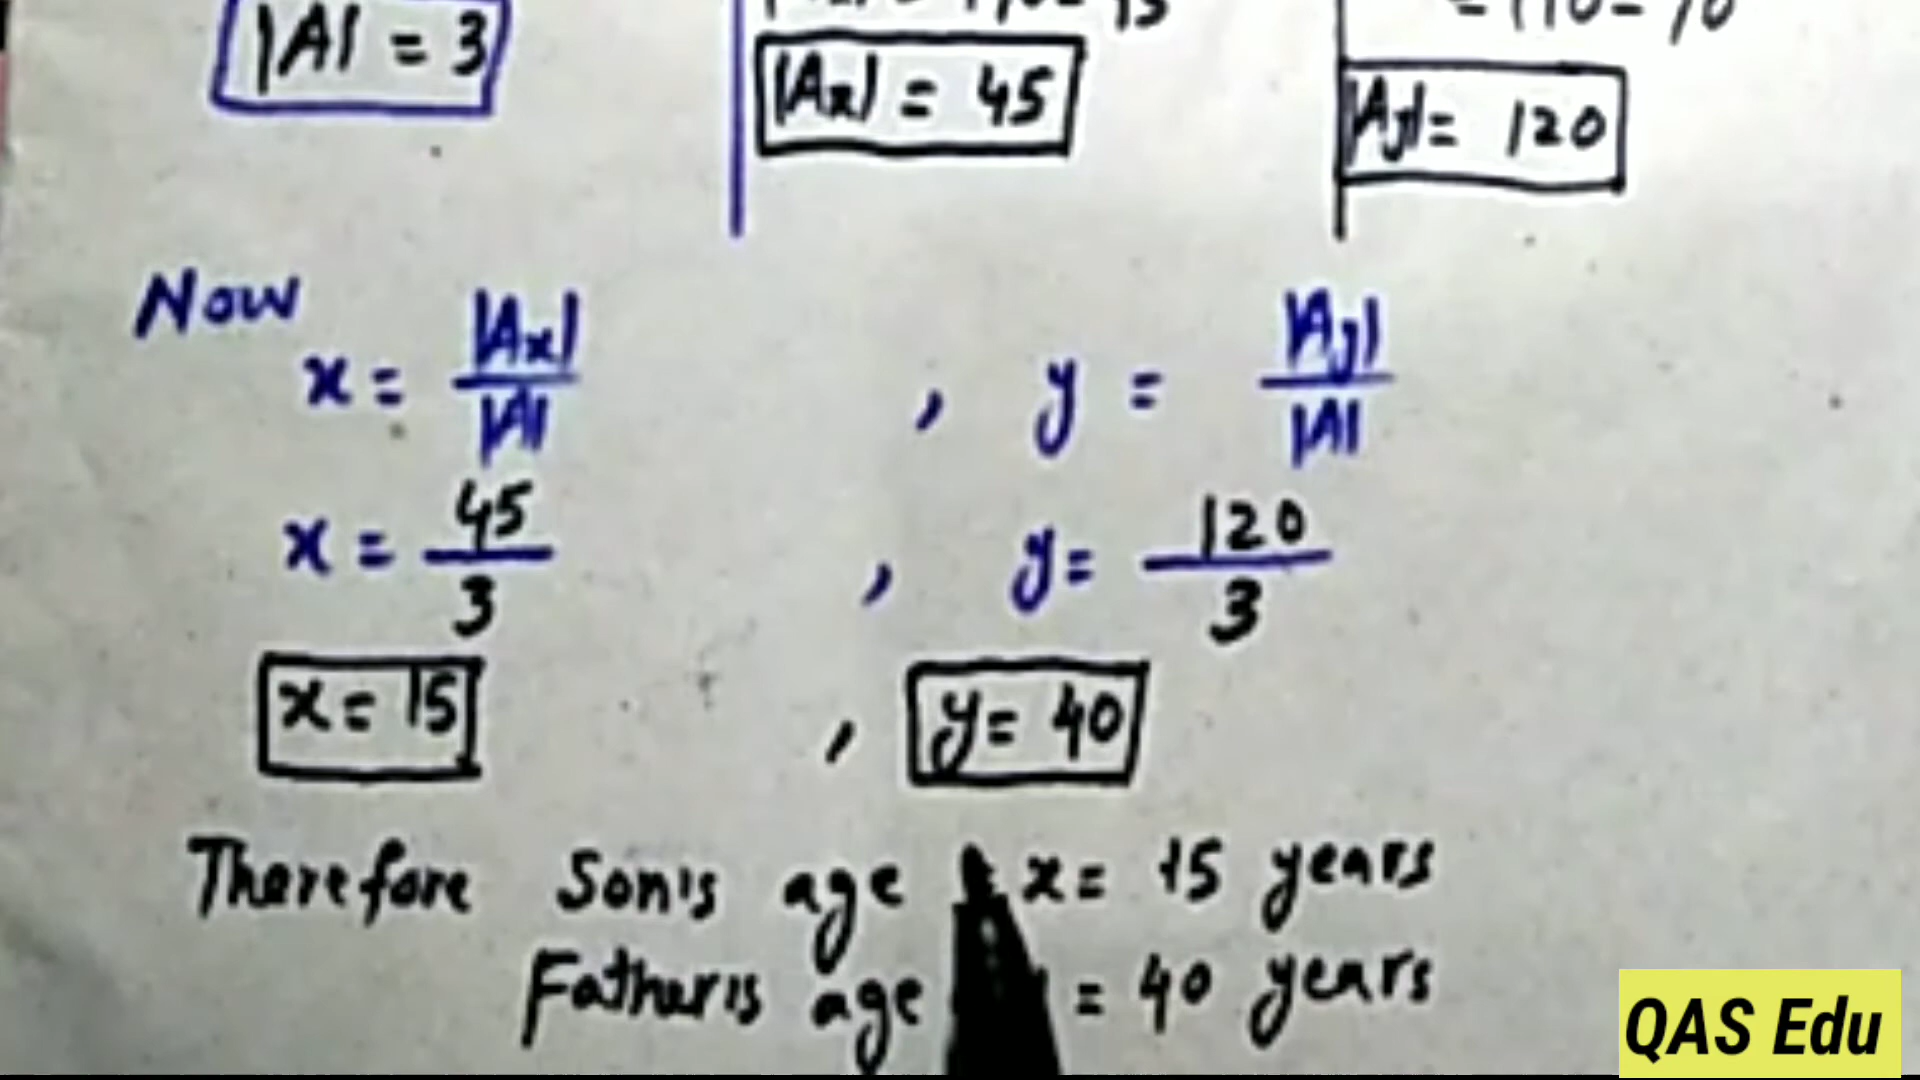 |A| = 3
|Ax| = 45
|Ay| = 120
Now
x = |Ax| / |A| , y = |Ay| / |A|
x = 45 / 3 , y = 120 / 3
x = 15 , y = 40
Therefore Son's age x = 15 years
Father's age = 40 years
QAS Edu